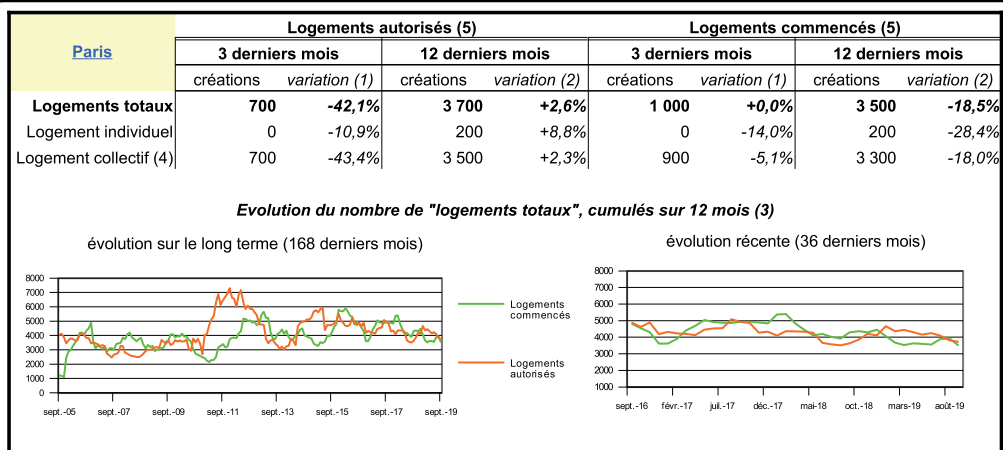 Paris
Logements autorisés (5) Logements commencés (5)
3 derniers mois 12 derniers mois 3 derniers mois 12 derniers mois
créations variation (1) créations variation (2) créations variation (1) créations variation (2)
Logements totaux 700 -42,1% 3 700 +2,6% 1 000 +0,0% 3 500 -18,5%
Logement individuel 0 -10,9% 200 +8,8% 0 -14,0% 200 -28,4%
Logement collectif (4) 700 -43,4% 3 500 +2,3% 900 -5,1% 3 300 -18,0%
Evolution du nombre de "logements totaux", cumulés sur 12 mois (3)
évolution sur le long terme (168 derniers mois)
8000
7000
6000
5000
4000
3000
2000
1000
0
sept.-05 sept.-07 sept.-09 sept.-11 sept.-13 sept.-15 sept.-17 sept.-19
Logements
commencés
Logements
autorisés
évolution récente (36 derniers mois)
8000
7000
6000
5000
4000
3000
2000
1000
sept.-16 févr.-17 juil.-17 déc.-17 mai-18 oct.-18 mars-19 août-19